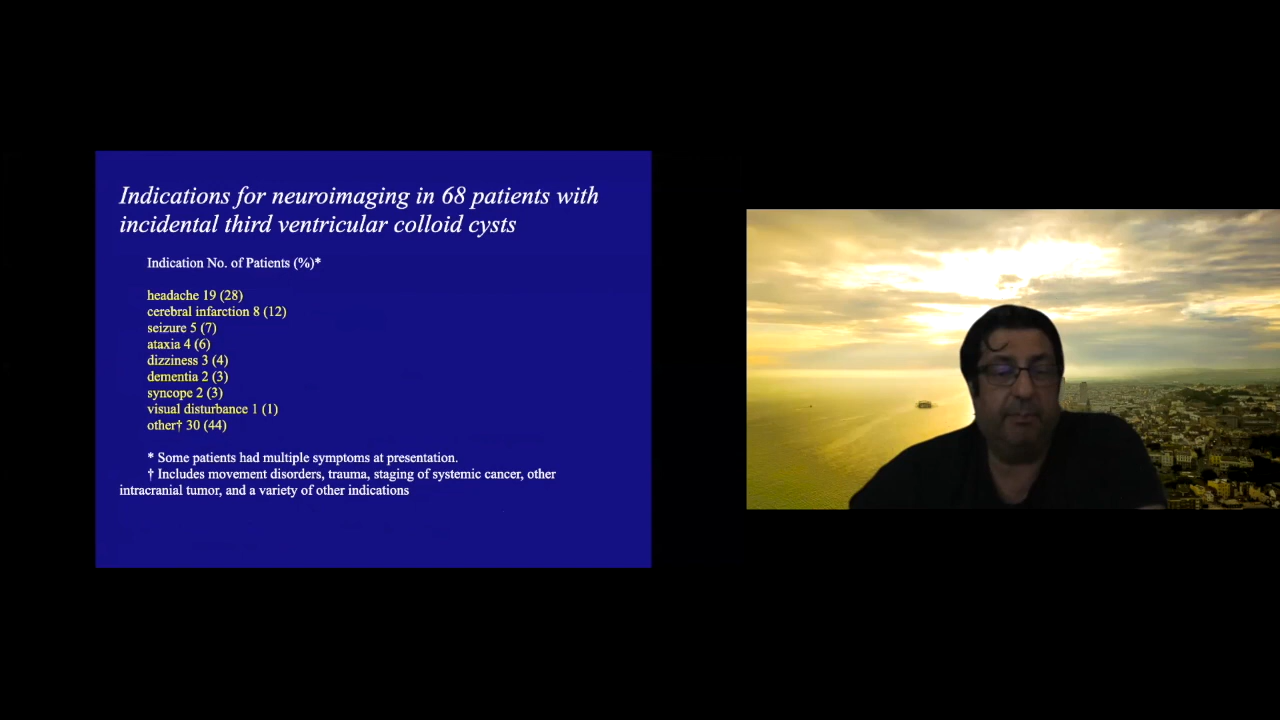 Indications for neuroimaging in 68 patients with
incidental third ventricular colloid cysts
Indication No. of Patients (%)*
headache 19 (28)
cerebral infarction 8 (12)
seizure 5 (7)
ataxia 4 (6)
dizziness 3 (4)
dementia 2 (3)
syncope 2 (3)
visual disturbance 1 (1)
other† 30 (44)
* Some patients had multiple symptoms at presentation.
† Includes movement disorders, trauma, staging of systemic cancer, other
intracranial tumor, and a variety of other indications